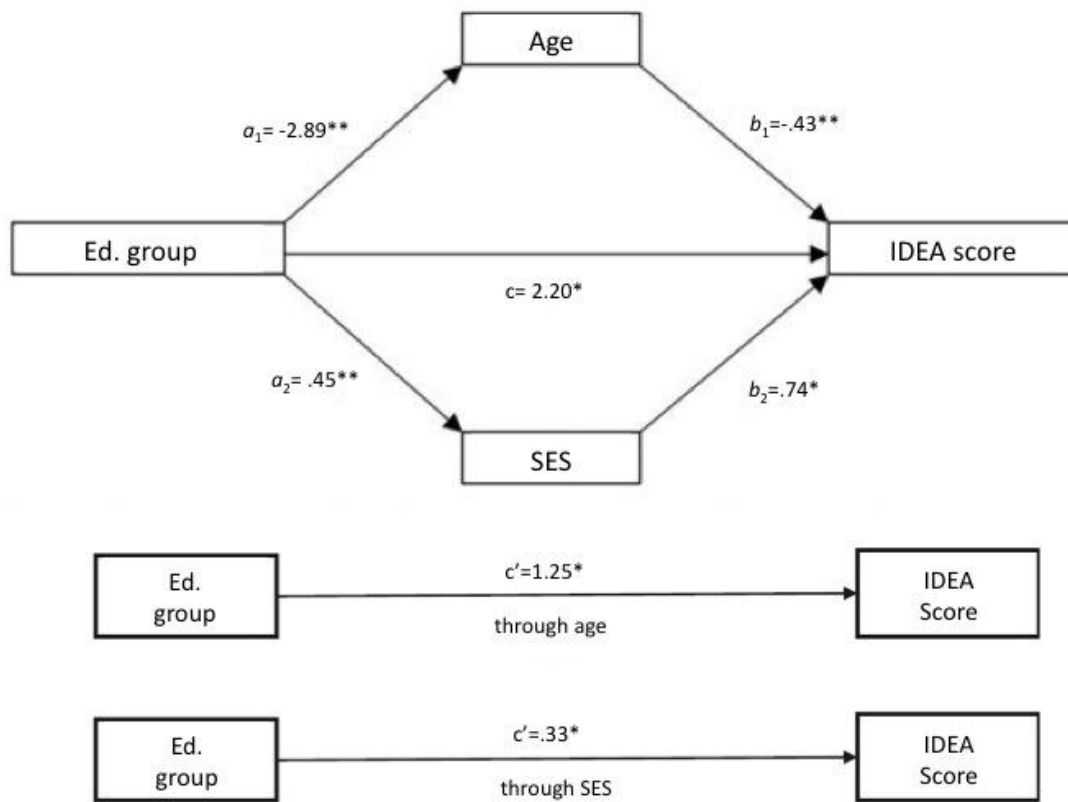 Age
a₁= -2.89**
b₁=-.43**
Ed. group
IDEA score
c= 2.20*
a₂= .45**
b₂=.74*
SES
Ed.
group
c’=1.25*
through age
IDEA
Score
Ed.
group
c’=.33*
through SES
IDEA
Score